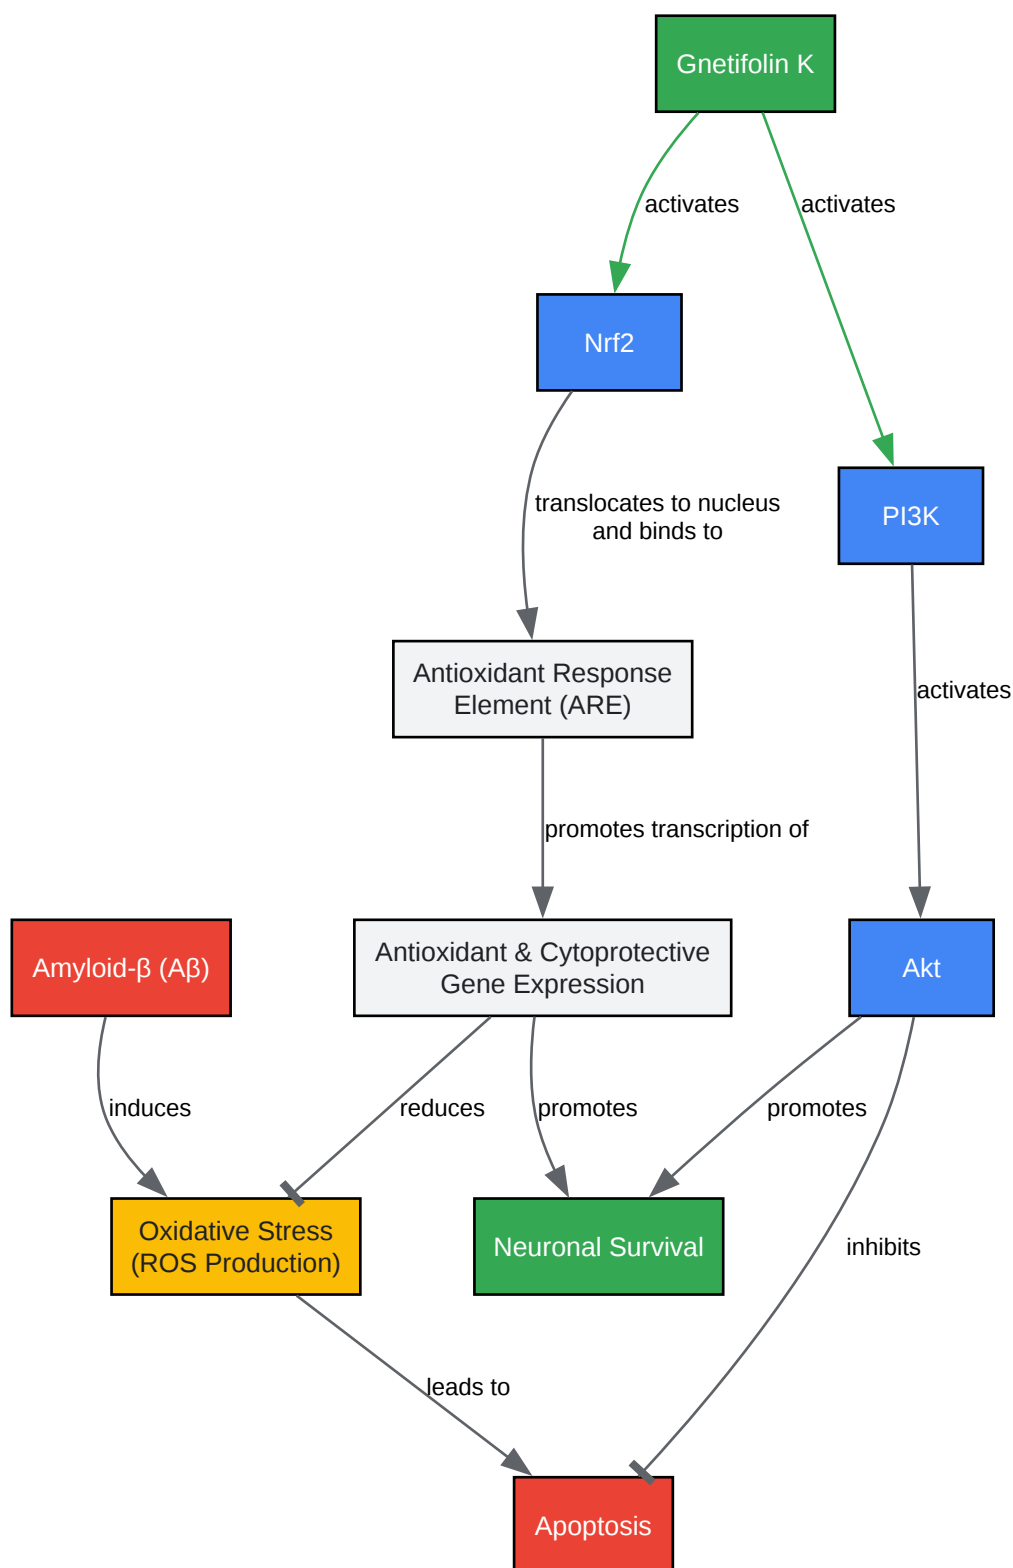 Gnetifolin K
activates
activates
Nrf2
translocates to nucleus
and binds to
PI3K
Antioxidant Response
Element (ARE)
activates
promotes transcription of
Amyloid-β (Aβ)
Antioxidant & Cytoprotective
Gene Expression
Akt
induces
reduces
promotes
promotes
Oxidative Stress
(ROS Production)
Neuronal Survival
inhibits
leads to
Apoptosis